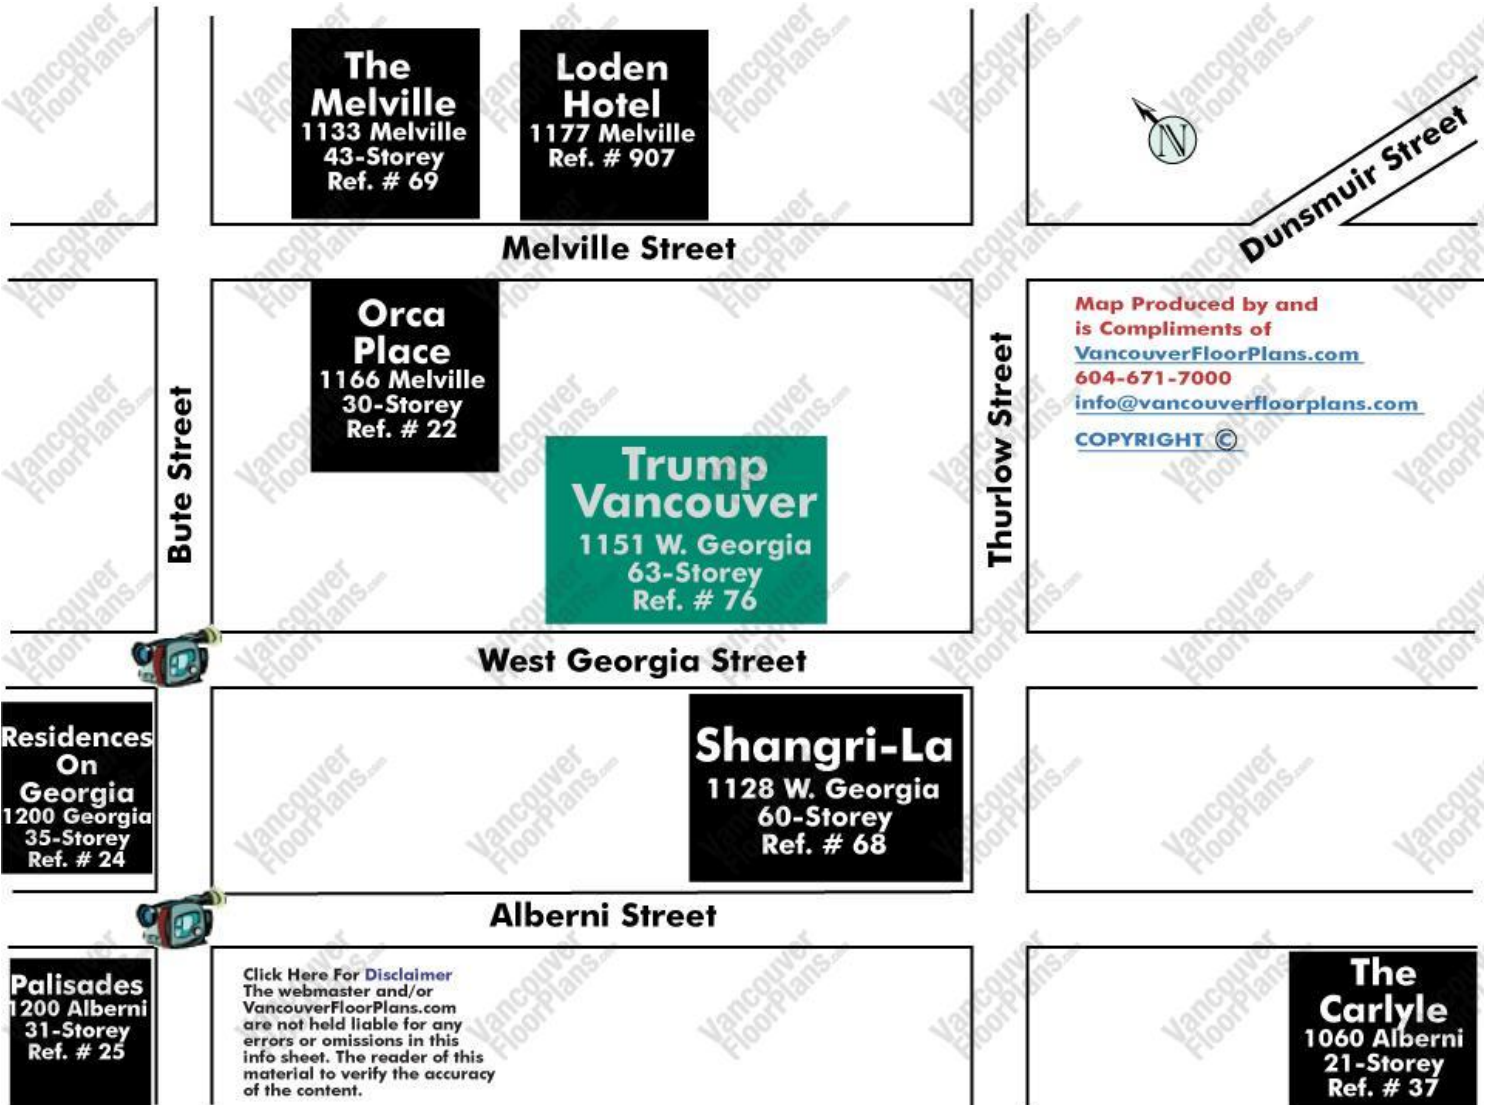 The
Melville
1133 Melville
43-Storey
Ref. # 69
Loden
Hotel
1177 Melville
Ref. # 907
N
Dunsmuir Street
Melville Street
Orca
Place
1166 Melville
30-Storey
Ref. # 22
Bute Street
Trump
Vancouver
1151 W. Georgia
63-Storey
Ref. # 76
Thurlow Street
Map Produced by and
is Compliments of
VancouverFloorPlans.com
604-671-7000
info@vancouverfloorplans.com
COPYRIGHT ©
West Georgia Street
Residences
On
Georgia
1200 Georgia
35-Storey
Ref. # 24
Shangri-La
1128 W. Georgia
60-Storey
Ref. # 68
Alberni Street
Palisades
1200 Alberni
31-Storey
Ref. # 25
Click Here For Disclaimer
The webmaster and/or
VancouverFloorPlans.com
are not held liable for any
errors or omissions in this
info sheet. The reader of this
material to verify the accuracy
of the content.
The
Carlyle
1060 Alberni
21-Storey
Ref. # 37
Vancouver
FloorPlans.com